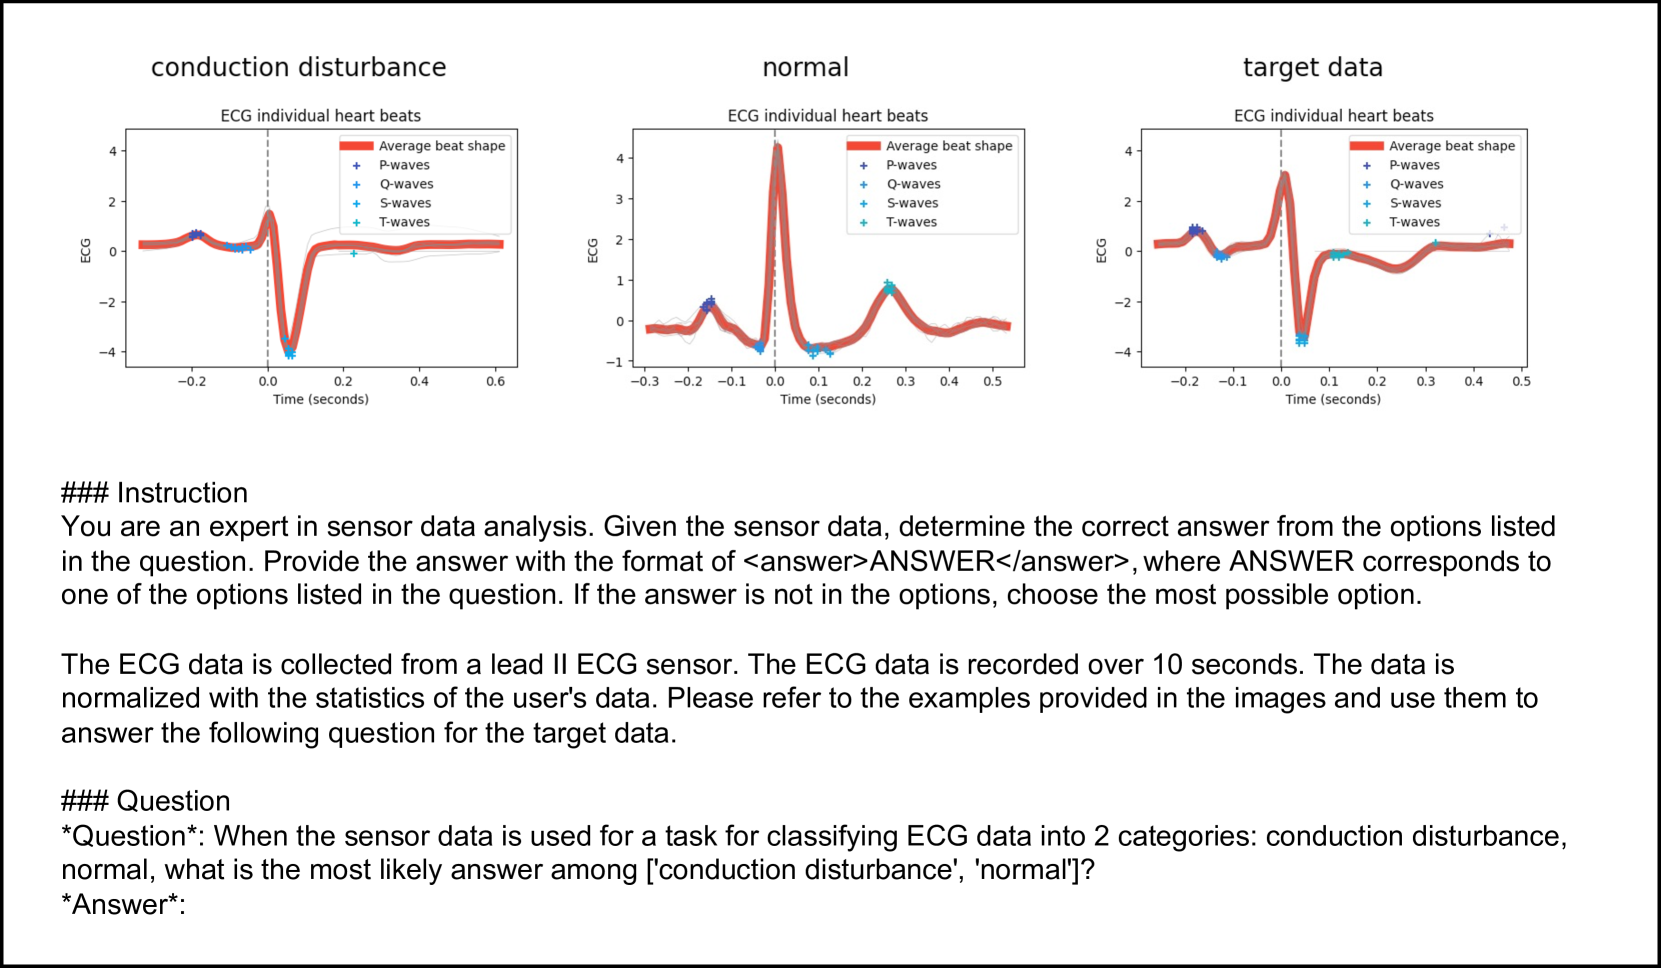 conduction disturbance
normal
target data
ECG individual heart beats
ECG individual heart beats
ECG individual heart beats
Average beat shape
P-waves
Q-waves
S-waves
T-waves
Average beat shape
P-waves
Q-waves
S-waves
T-waves
Average beat shape
P-waves
Q-waves
S-waves
T-waves
ECG
4
2
0
−2
−4
−0.2 0.0 0.2 0.4 0.6
Time (seconds)
ECG
4
3
2
1
0
−1
−0.3 −0.2 −0.1 0.0 0.1 0.2 0.3 0.4 0.5
Time (seconds)
ECG
4
2
0
−2
−4
−0.2 −0.1 0.0 0.1 0.2 0.3 0.4 0.5
Time (seconds)
### Instruction
You are an expert in sensor data analysis. Given the sensor data, determine the correct answer from the options listed
in the question. Provide the answer with the format of <answer>ANSWER</answer>, where ANSWER corresponds to
one of the options listed in the question. If the answer is not in the options, choose the most possible option.
The ECG data is collected from a lead II ECG sensor. The ECG data is recorded over 10 seconds. The data is
normalized with the statistics of the user's data. Please refer to the examples provided in the images and use them to
answer the following question for the target data.
### Question
*Question*: When the sensor data is used for a task for classifying ECG data into 2 categories: conduction disturbance,
normal, what is the most likely answer among ['conduction disturbance', 'normal']?
*Answer*: